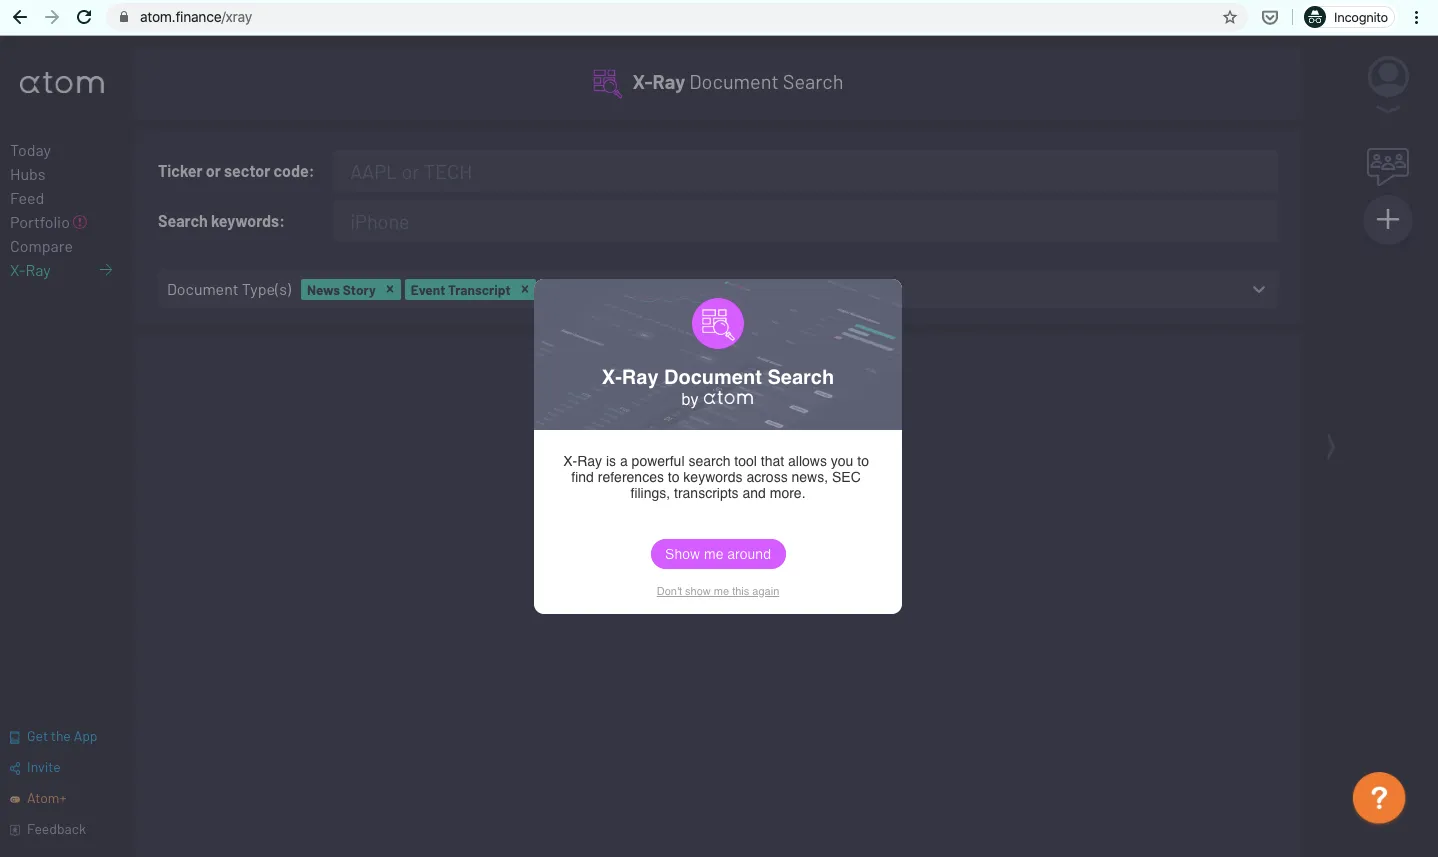 atom.finance/xray
Incognito
atom
X-Ray Document Search
Today
Hubs
Feed
Portfolio
Compare
X-Ray
Ticker or sector code:
AAPL or TECH
Search keywords:
iPhone
Document Type(s)
News Story ×
Event Transcript ×
X-Ray Document Search
by atom
X-Ray is a powerful search tool that allows you to
find references to keywords across news, SEC
filings, transcripts and more.
Show me around
Don't show me this again
Get the App
Invite
Atom+
Feedback
?